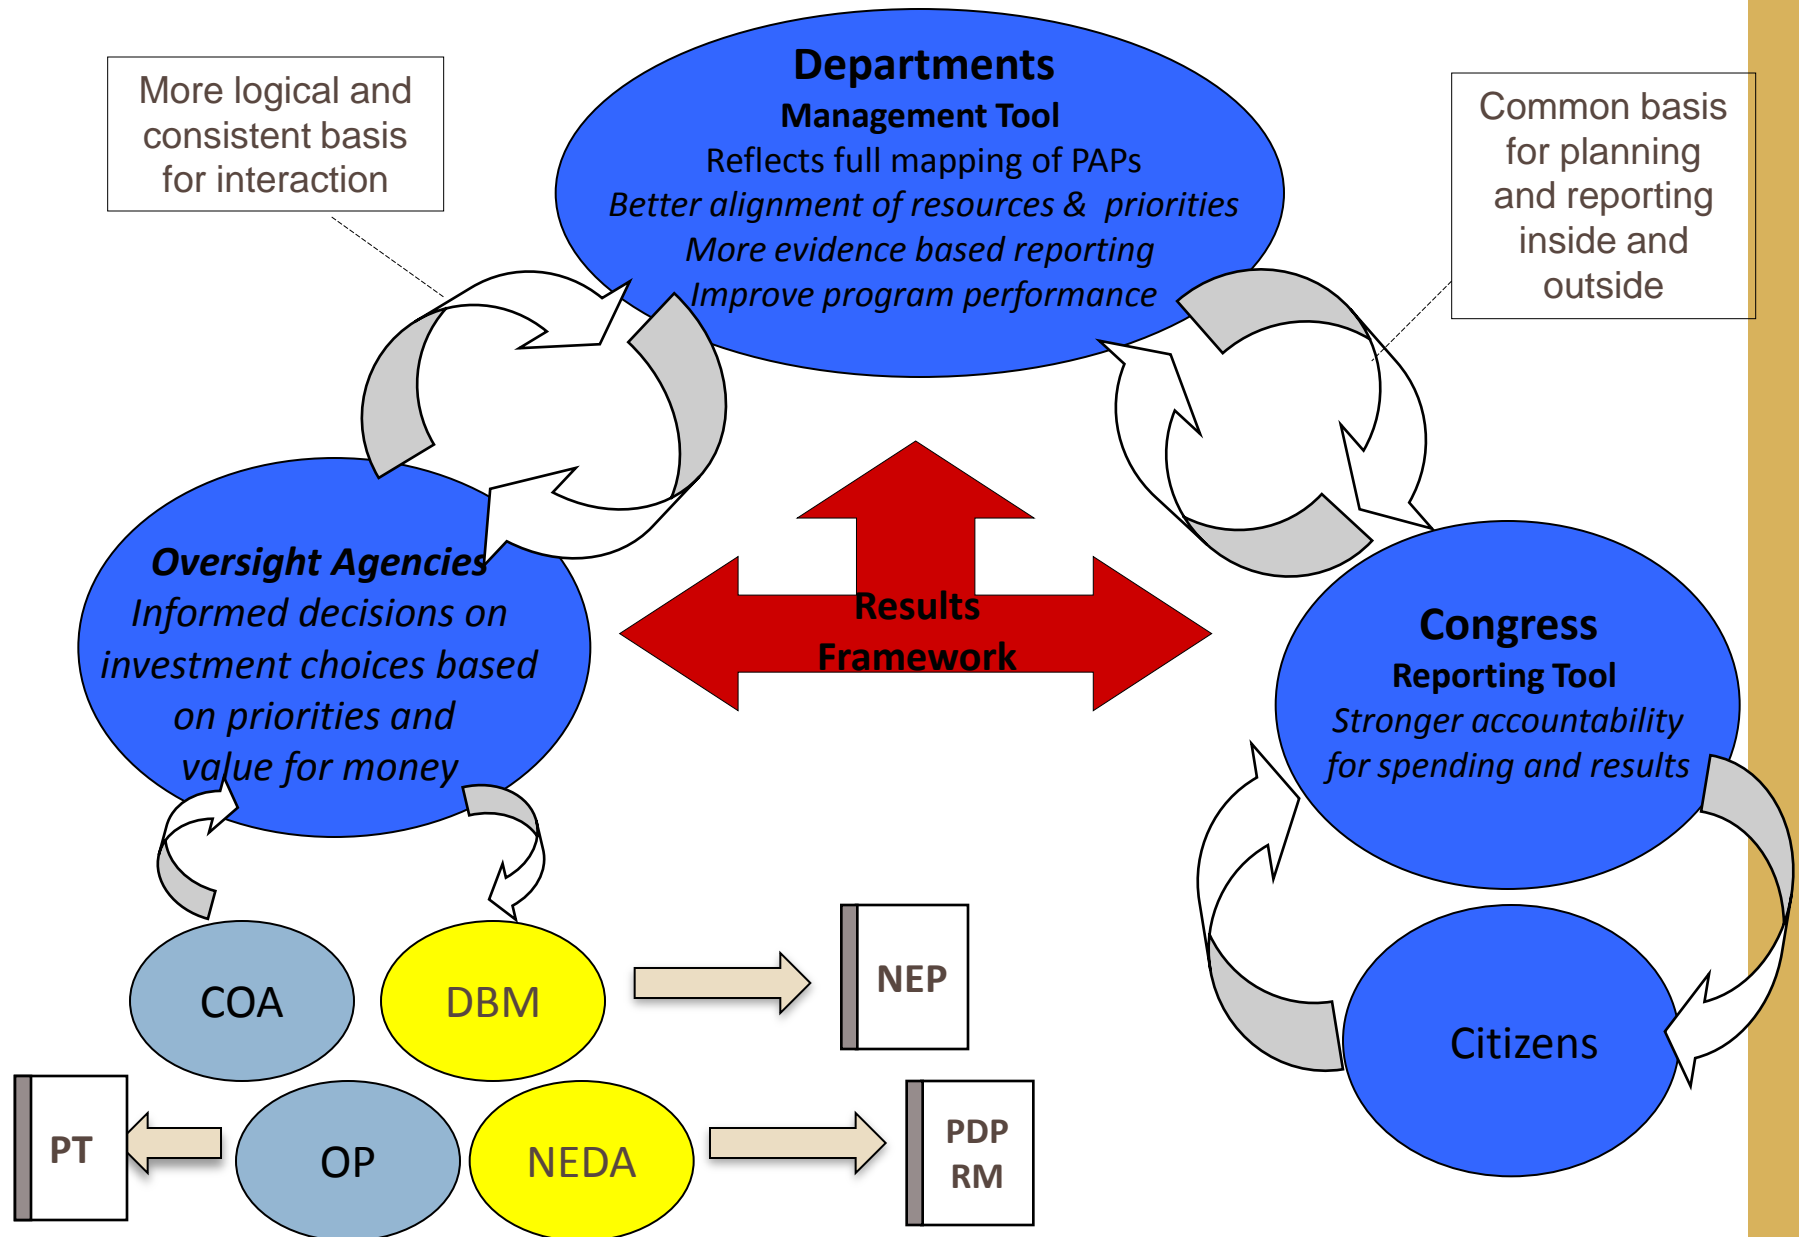 Departments
Management Tool
Reflects full mapping of PAPs
Better alignment of resources & priorities
More evidence based reporting
Improve program performance
More logical and
consistent basis
for interaction
Common basis
for planning
and reporting
inside and
outside
Results
Framework
Oversight Agencies
Informed decisions on
investment choices based
on priorities and
value for money
Congress
Reporting Tool
Stronger accountability
for spending and results
COA
DBM
NEP
Citizens
PT
OP
NEDA
PDP
RM